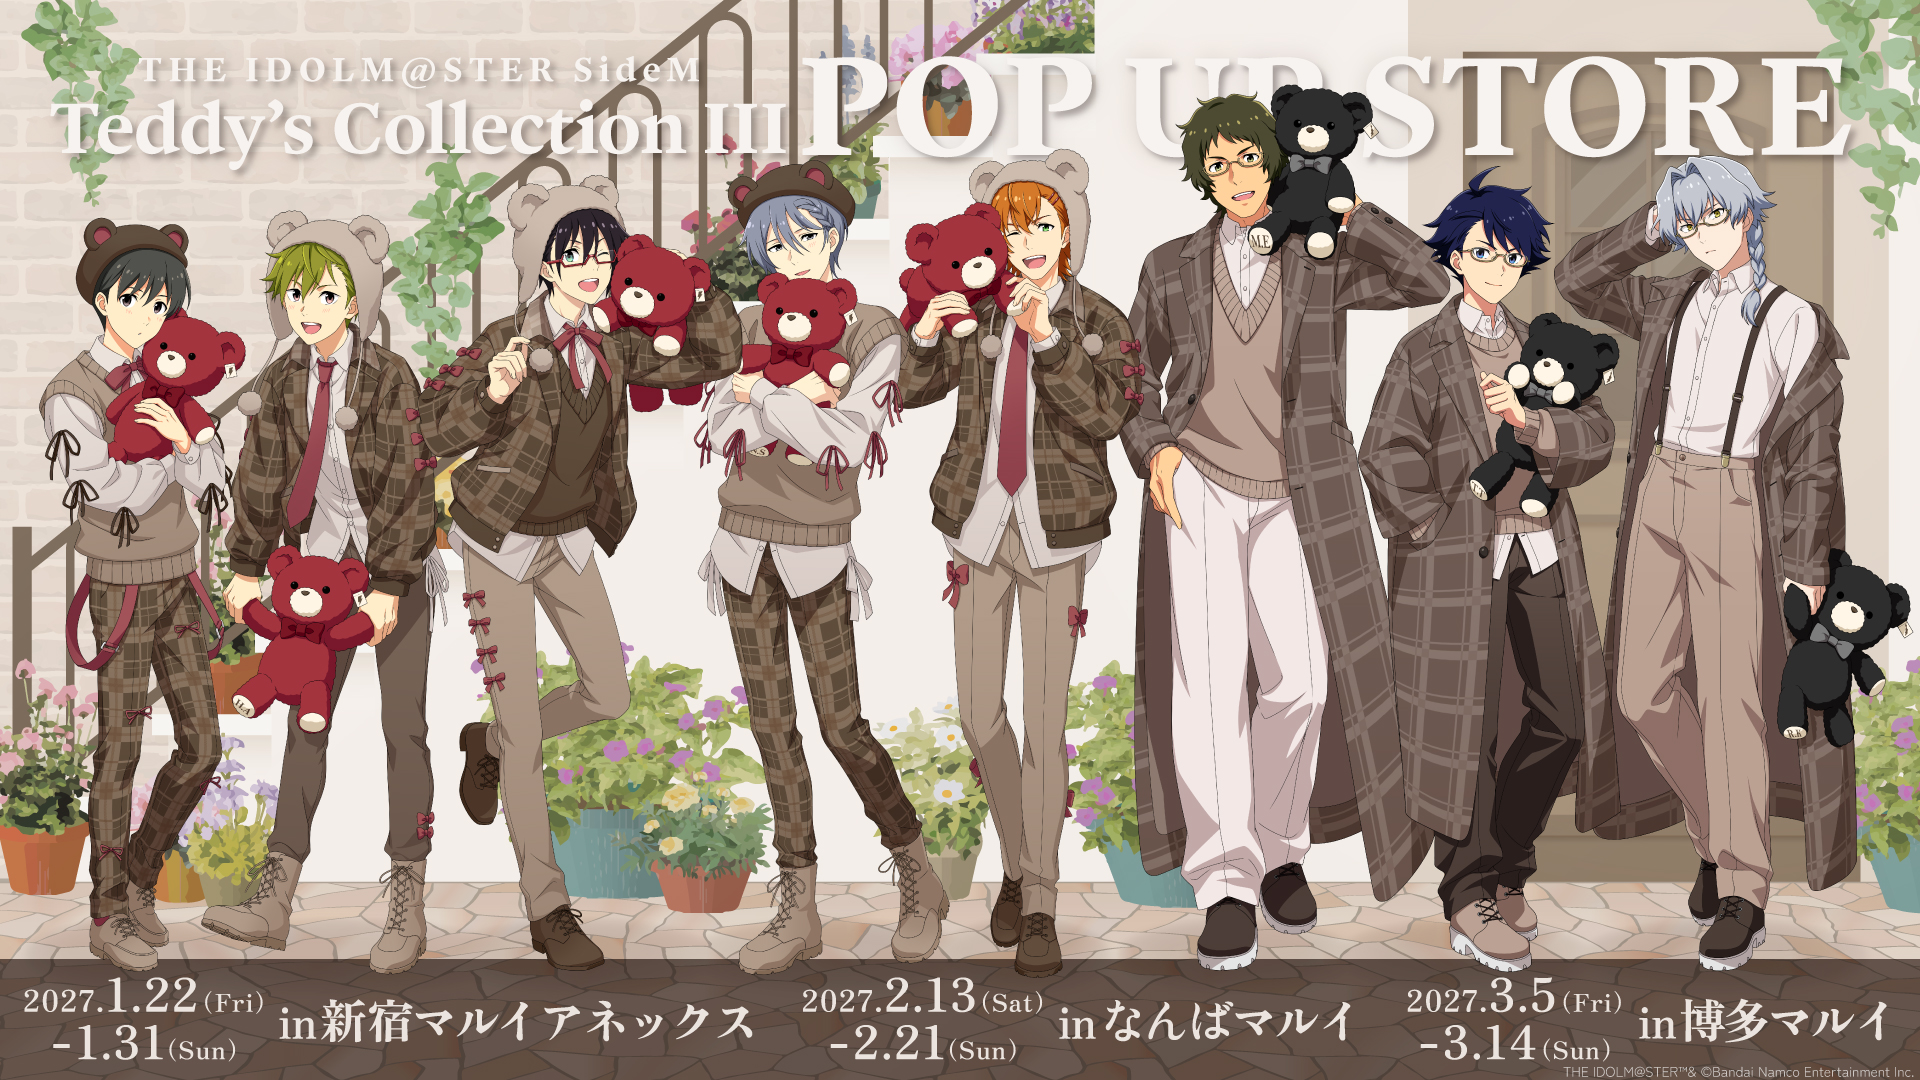 THE IDOLM@STER SideM
Teddy's Collection III
POP UP STORE
2027.1.22(Fri)
-1.31(Sun)
in新宿マルイアネックス
2027.2.13(Sat)
-2.21(Sun)
inなんばマルイ
2027.3.5(Fri)
-3.14(Sun)
in博多マルイ
THE IDOLM@STER™& ©Bandai Namco Entertainment Inc.
M.E.
R.K